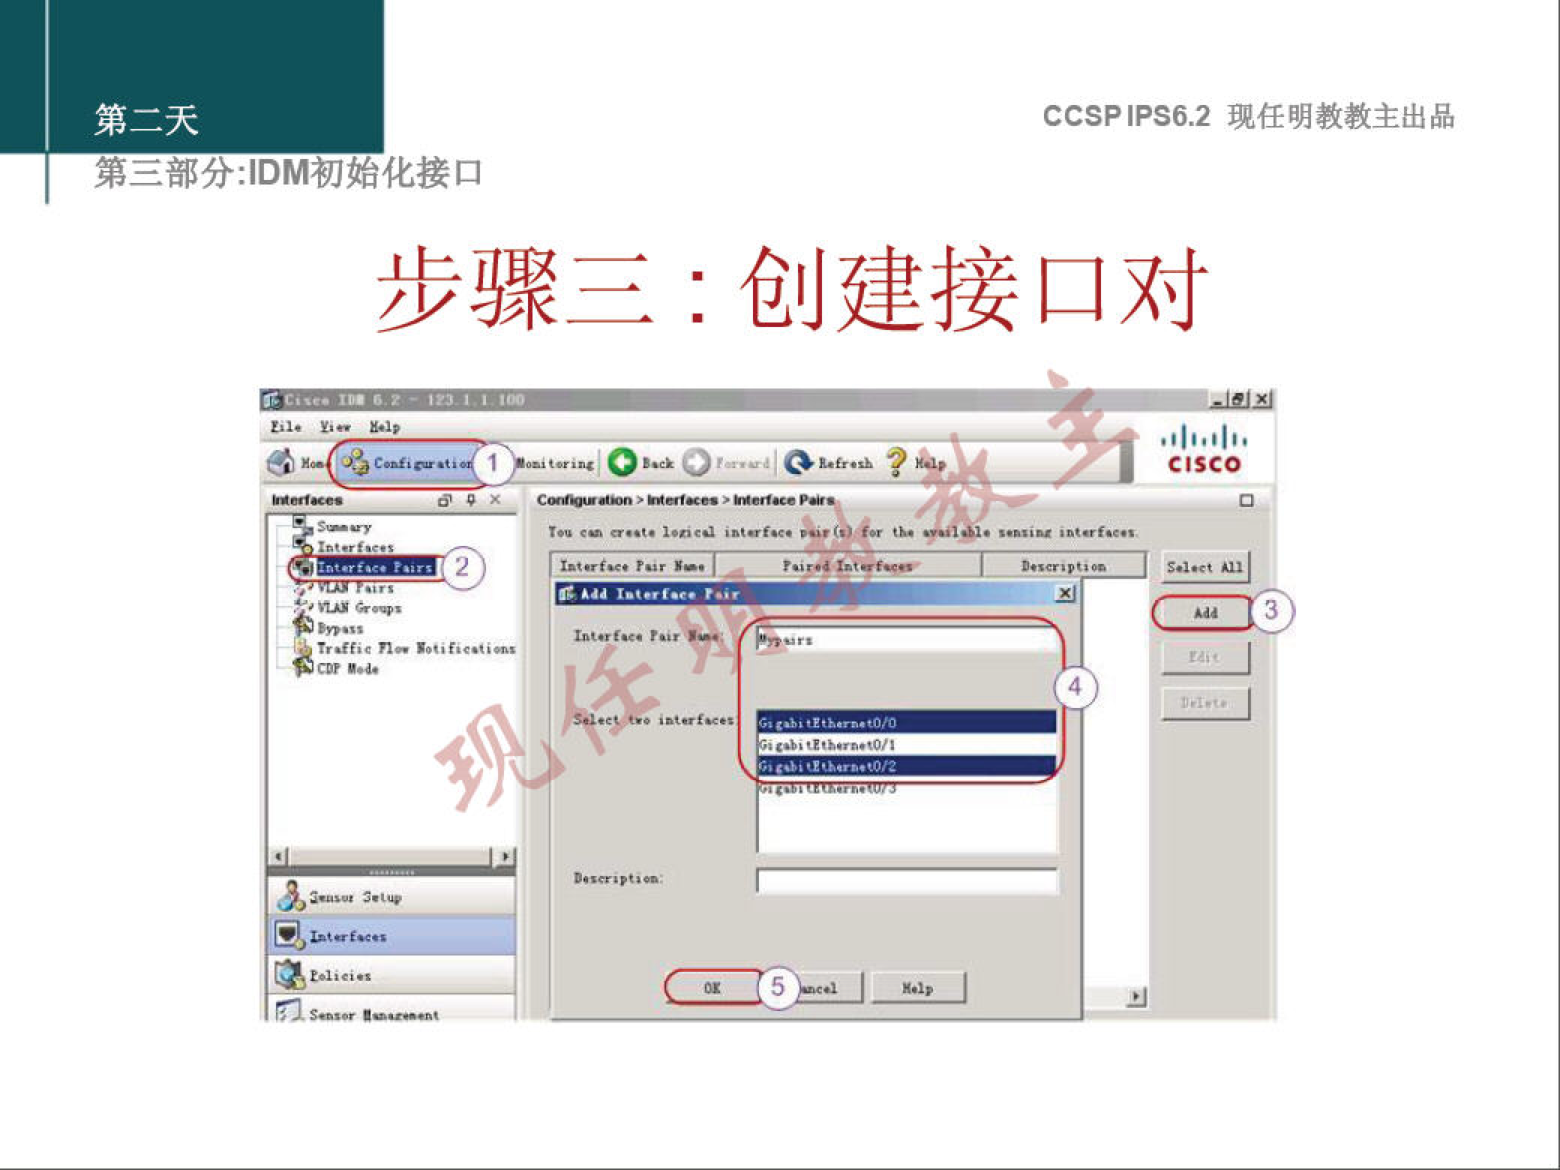 第二天
CCSP IPS6.2 现任明教教主出品
第三部分:IDM初始化接口
步骤三：创建接口对
Cisco IDM 6.2 - 123.1.1.100
File View Help
Home Configuration 1 Monitoring Back Forward Refresh Help
CISCO
Interfaces
Summary
Interfaces
Interface Pairs 2
VLAN Pairs
VLAN Groups
Bypass
Traffic Flow Notifications
CDP Mode
Sensor Setup
Interfaces
Policies
Sensor Management
Configuration > Interfaces > Interface Pairs
You can create logical interface pair(s) for the available sensing interfaces.
Interface Pair Name Paired Interfaces Description
Select All
Add 3
Edit
Delete
Add Interface Pair
Interface Pair Name: Mypairs
4
Select two interfaces: GigabitEthernet0/0
GigabitEthernet0/1
GigabitEthernet0/2
GigabitEthernet0/3
Description:
OK 5 ancel Help
现任明教教主